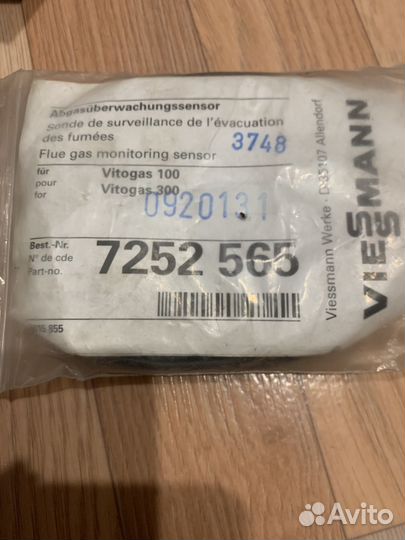 Abgasüberwachungssensor
Sonde de surveillance de l'évacuation
des fumées
3748
Flue gas monitoring sensor
für
pour
for
Vitogas 100
Vitogas 300
0920131
Best.-Nr.
N° de cde
Part-no.
7252 565
Viessmann Werke · D-35107 Allendorf
VIESSMANN
Avito